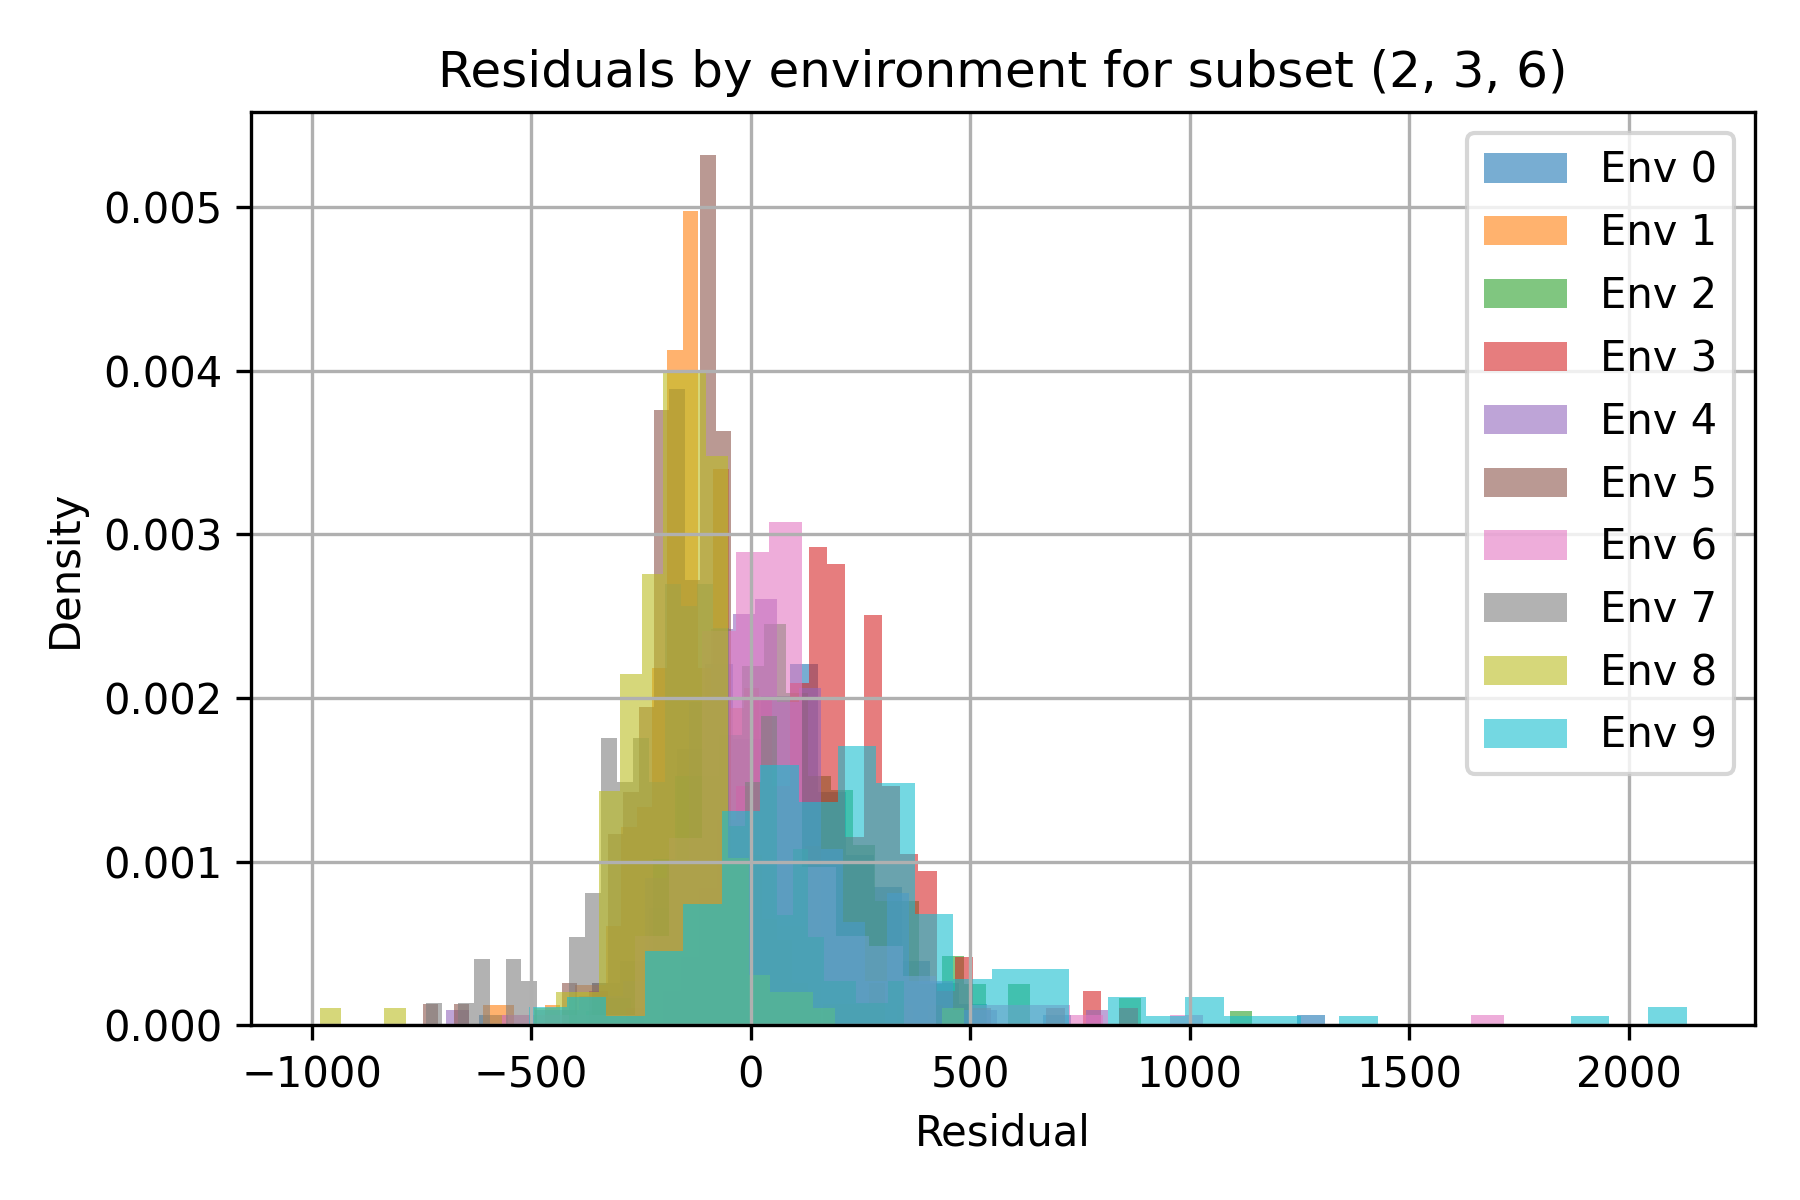 Residuals by environment for subset (2, 3, 6)
Density
0.005
0.004
0.003
0.002
0.001
0.000
−1000
−500
0
500
1000
1500
2000
Residual
Env 0
Env 1
Env 2
Env 3
Env 4
Env 5
Env 6
Env 7
Env 8
Env 9